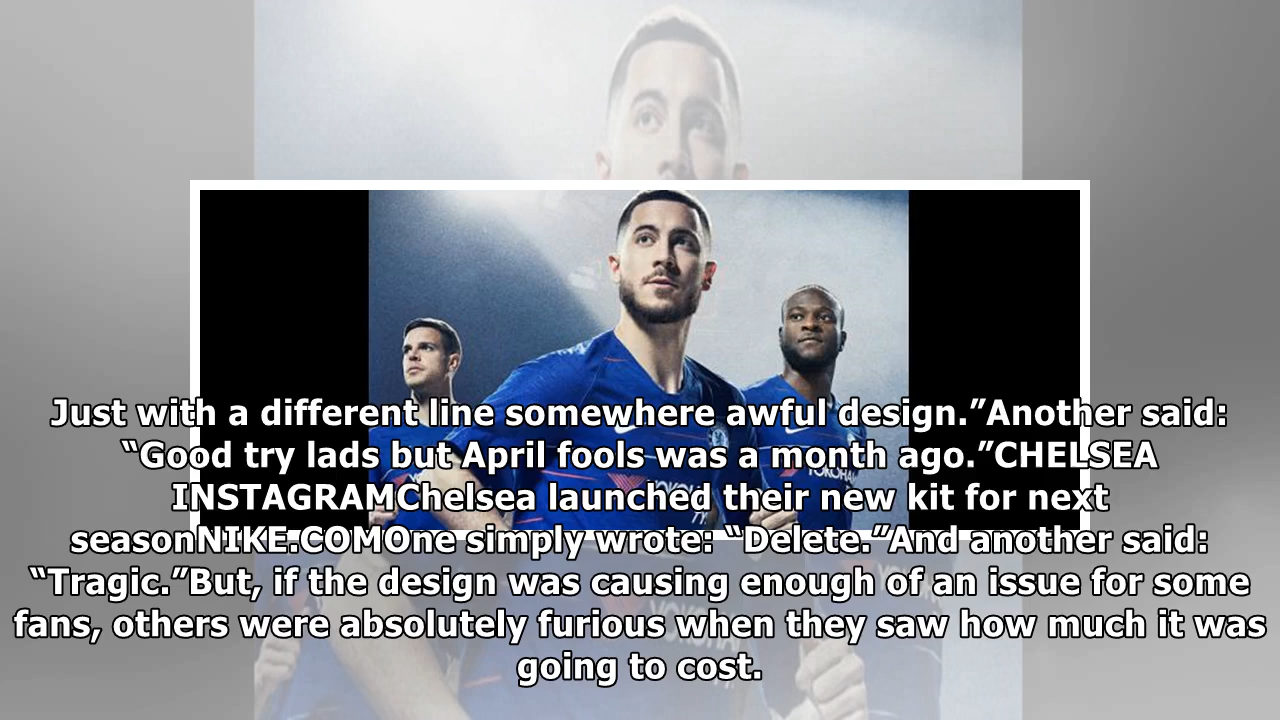 Just with a different line somewhere awful design.”Another said:
“Good try lads but April fools was a month ago.”CHELSEA
INSTAGRAMChelsea launched their new kit for next
seasonNIKE.COMOne simply wrote: “Delete.”And another said:
“Tragic.”But, if the design was causing enough of an issue for some
fans, others were absolutely furious when they saw how much it was
going to cost.